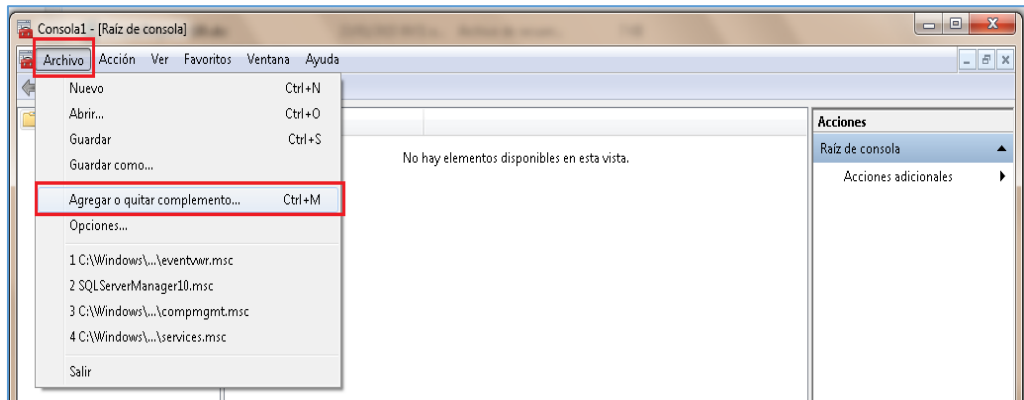 Consola1 - [Raíz de consola]
Archivo Acción Ver Favoritos Ventana Ayuda
Nuevo Ctrl+N
Abrir... Ctrl+O
Guardar Ctrl+S
Guardar como...
Agregar o quitar complemento... Ctrl+M
Opciones...
1 C:\Windows\...\eventvwr.msc
2 SQLServerManager10.msc
3 C:\Windows\...\compmgmt.msc
4 C:\Windows\...\services.msc
Salir
No hay elementos disponibles en esta vista.
Acciones
Raíz de consola
Acciones adicionales